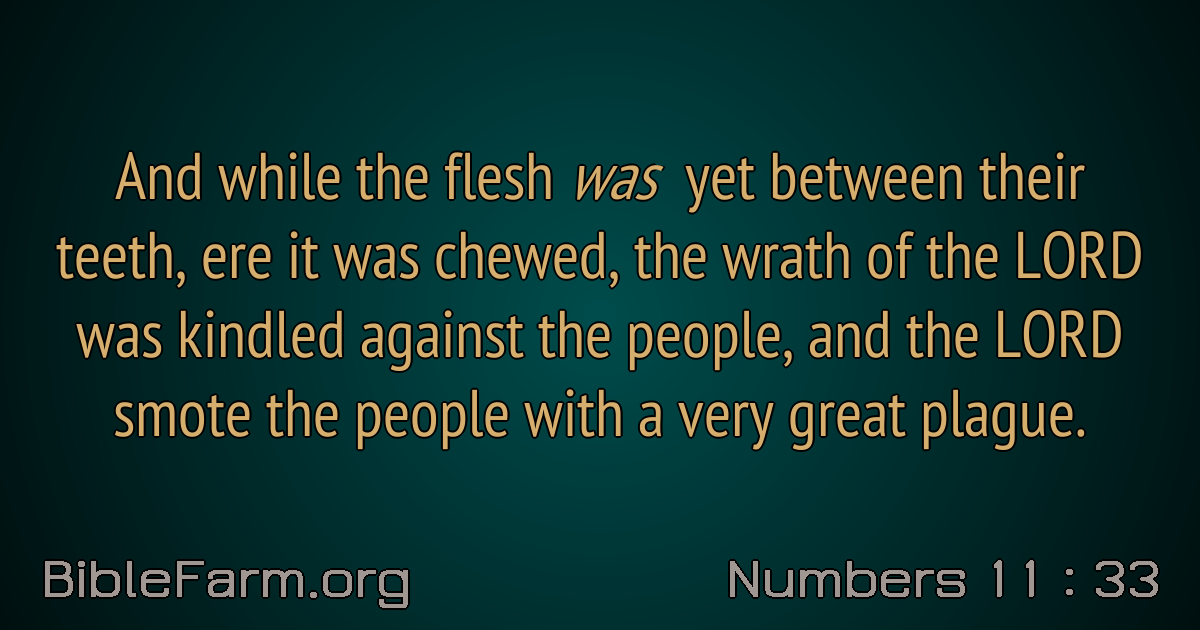 And while the flesh was yet between their
teeth, ere it was chewed, the wrath of the LORD
was kindled against the people, and the LORD
smote the people with a very great plague.
BibleFarm.org
Numbers 11 : 33